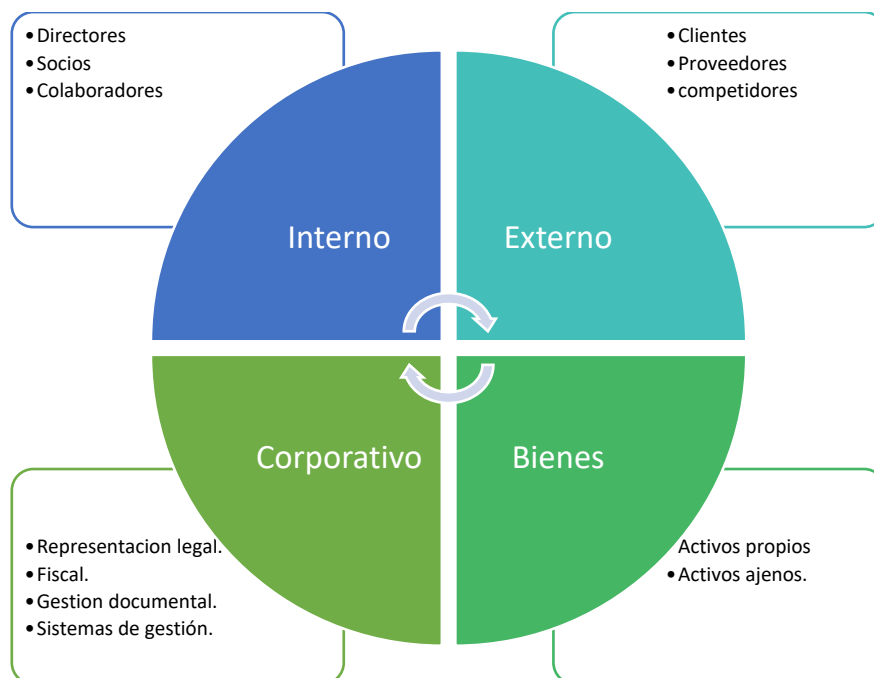 •Directores
•Socios
•Colaboradores
•Clientes
•Proveedores
•competidores
Interno
Externo
Corporativo
Bienes
•Representacion legal.
•Fiscal.
•Gestion documental.
•Sistemas de gestión.
Activos propios
•Activos ajenos.